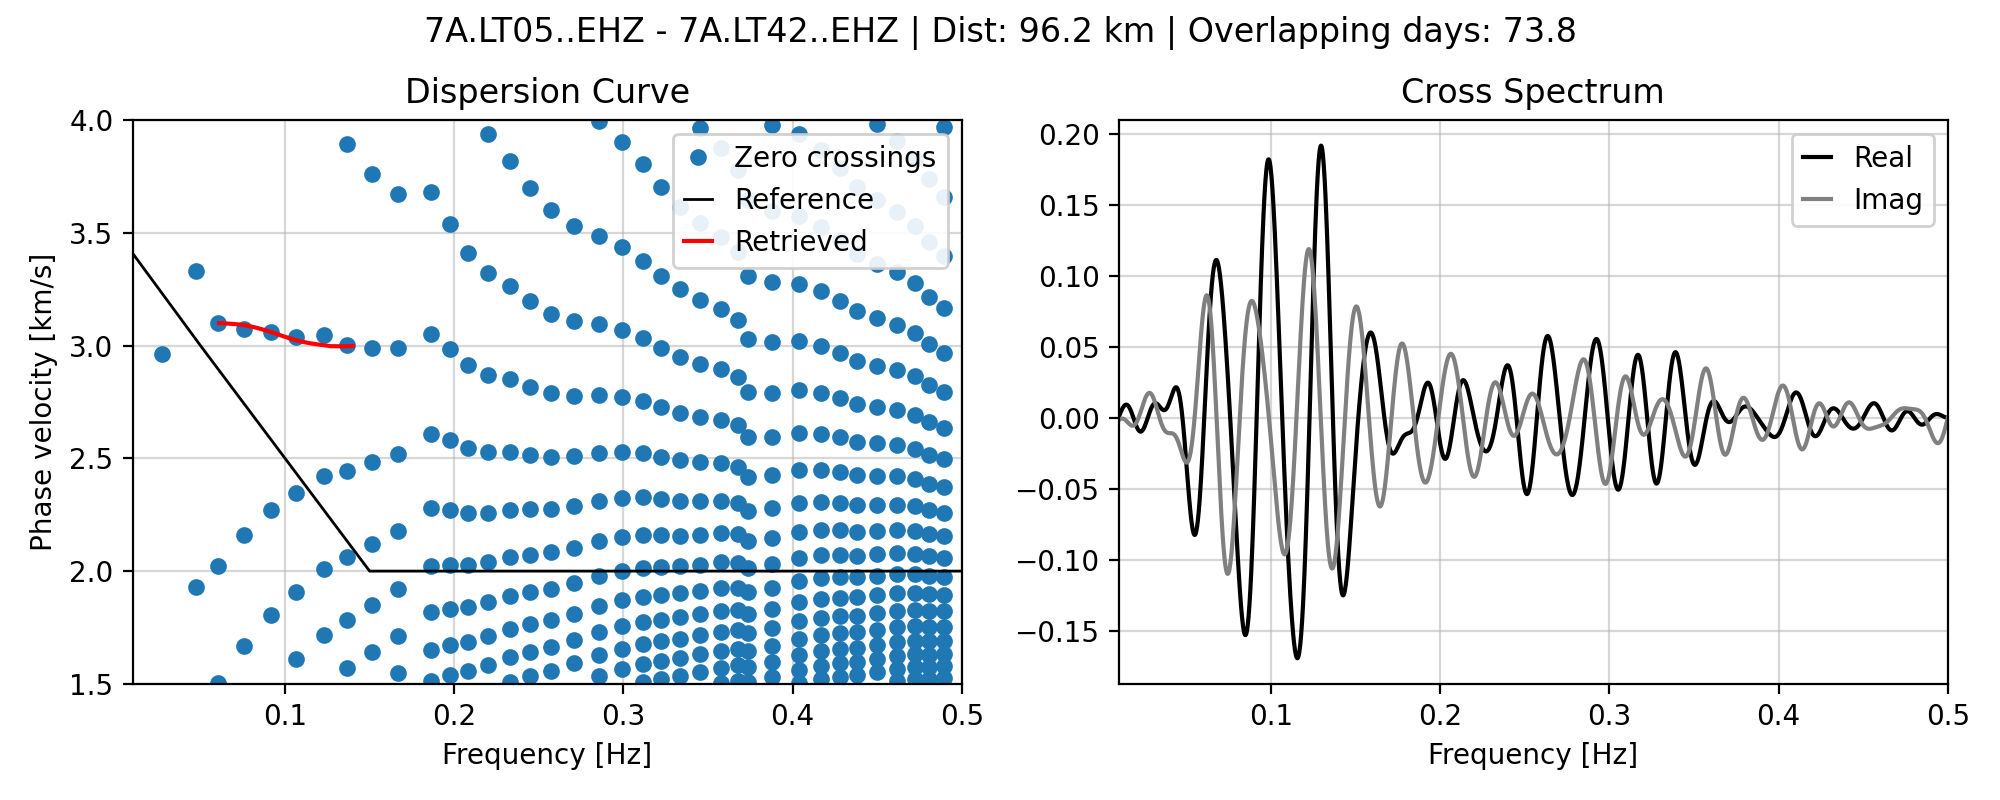 7A.LT05..EHZ - 7A.LT42..EHZ | Dist: 96.2 km | Overlapping days: 73.8
Dispersion Curve
4.0
3.5
3.0
2.5
2.0
1.5
Phase velocity [km/s]
Zero crossings
Reference
Retrieved
0.1 0.2 0.3 0.4 0.5
Frequency [Hz]
Cross Spectrum
0.20
0.15
0.10
0.05
0.00
−0.05
−0.10
−0.15
Real
Imag
0.1 0.2 0.3 0.4 0.5
Frequency [Hz]